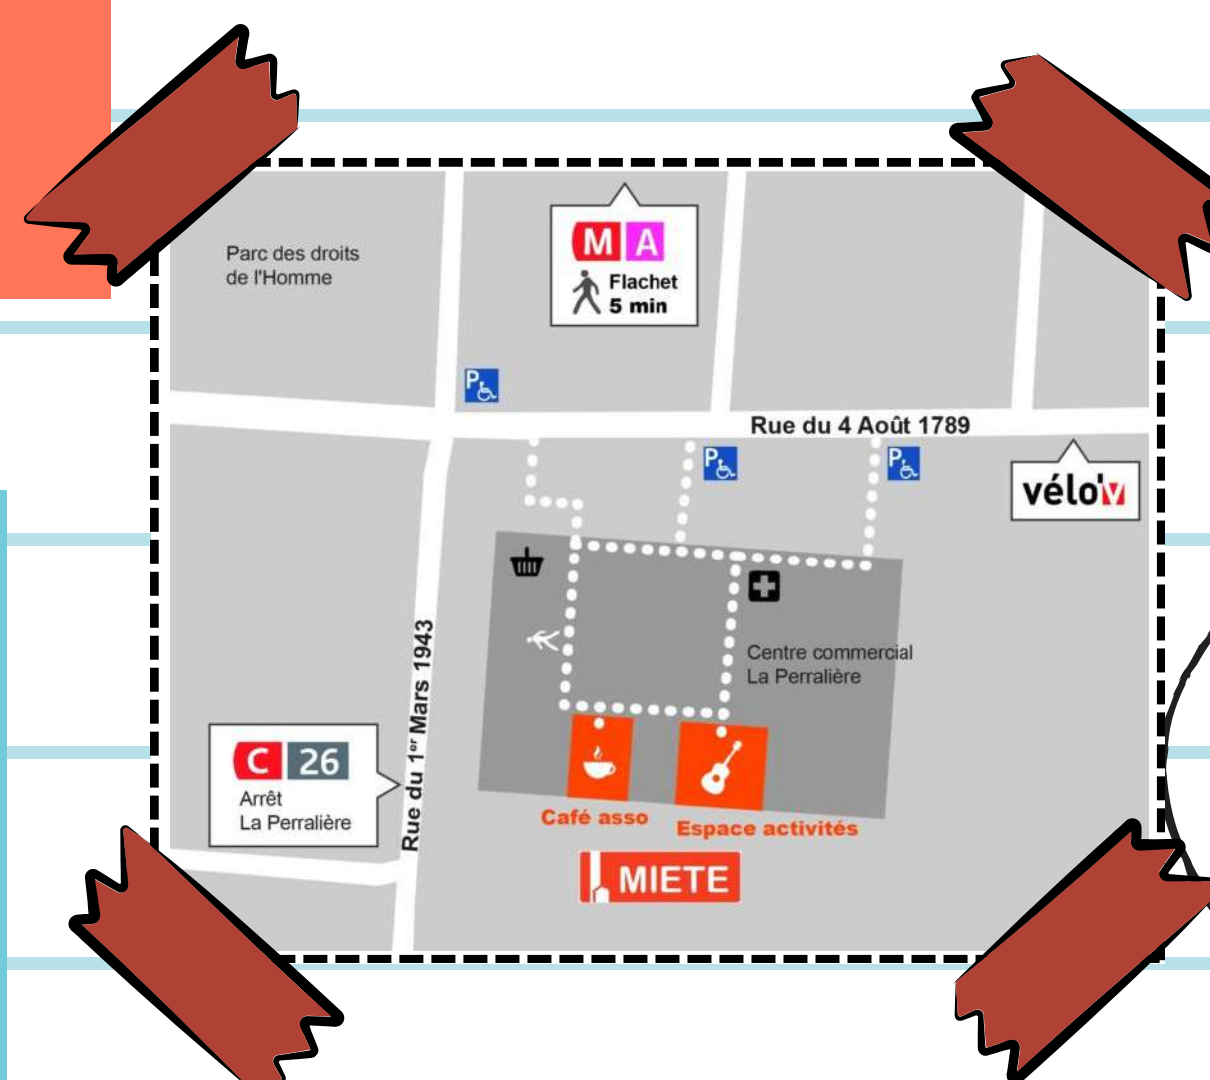 Parc des droits
de l'Homme
M A
Flachet
5 min
P
Rue du 4 Août 1789
P
P
vélo'v
Centre commercial
La Perralière
Rue du 1er Mars 1943
C 26
Arrêt
La Perralière
Café asso
Espace activités
MIETE